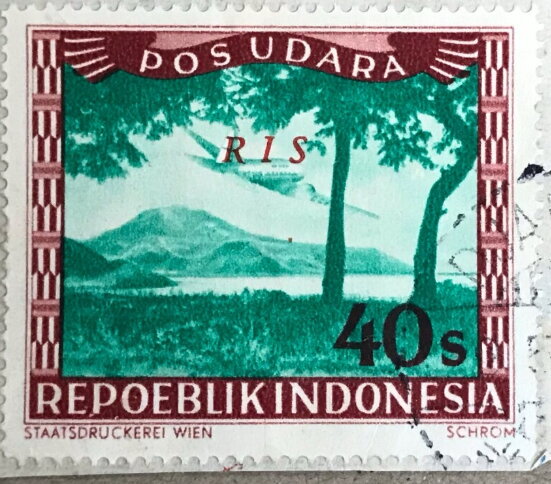 POS UDARA
RIS
40s
REPOEBLIK INDONESIA
STAATSDRUCKEREI WIEN SCHROM